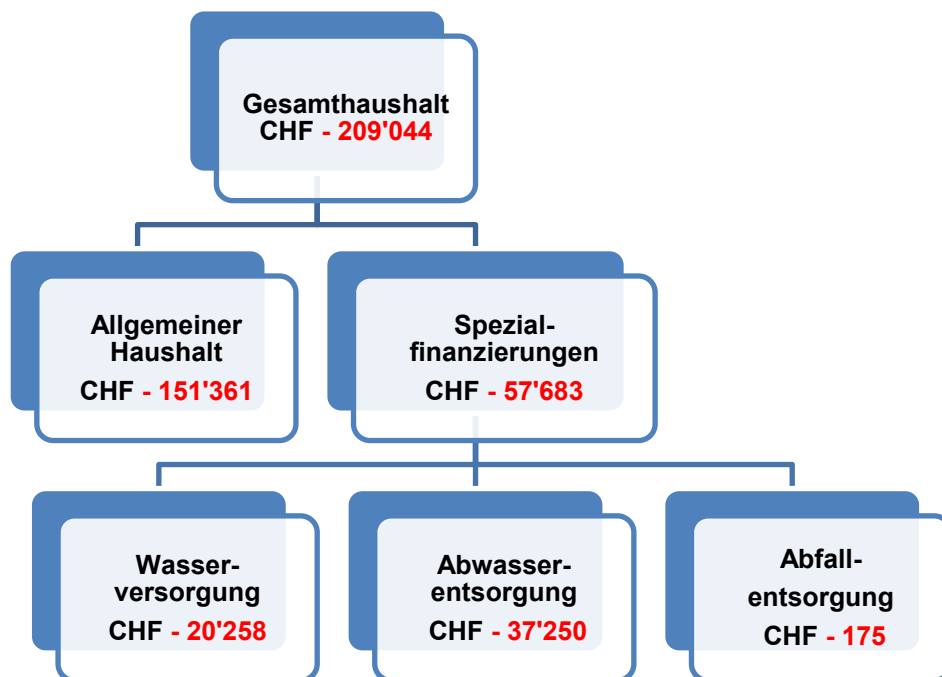 Gesamthaushalt
CHF - 209'044
Allgemeiner
Haushalt
CHF - 151'361
Spezial-
finanzierungen
CHF - 57'683
Wasser-
versorgung
CHF - 20'258
Abwasser-
entsorgung
CHF - 37'250
Abfall-
entsorgung
CHF - 175